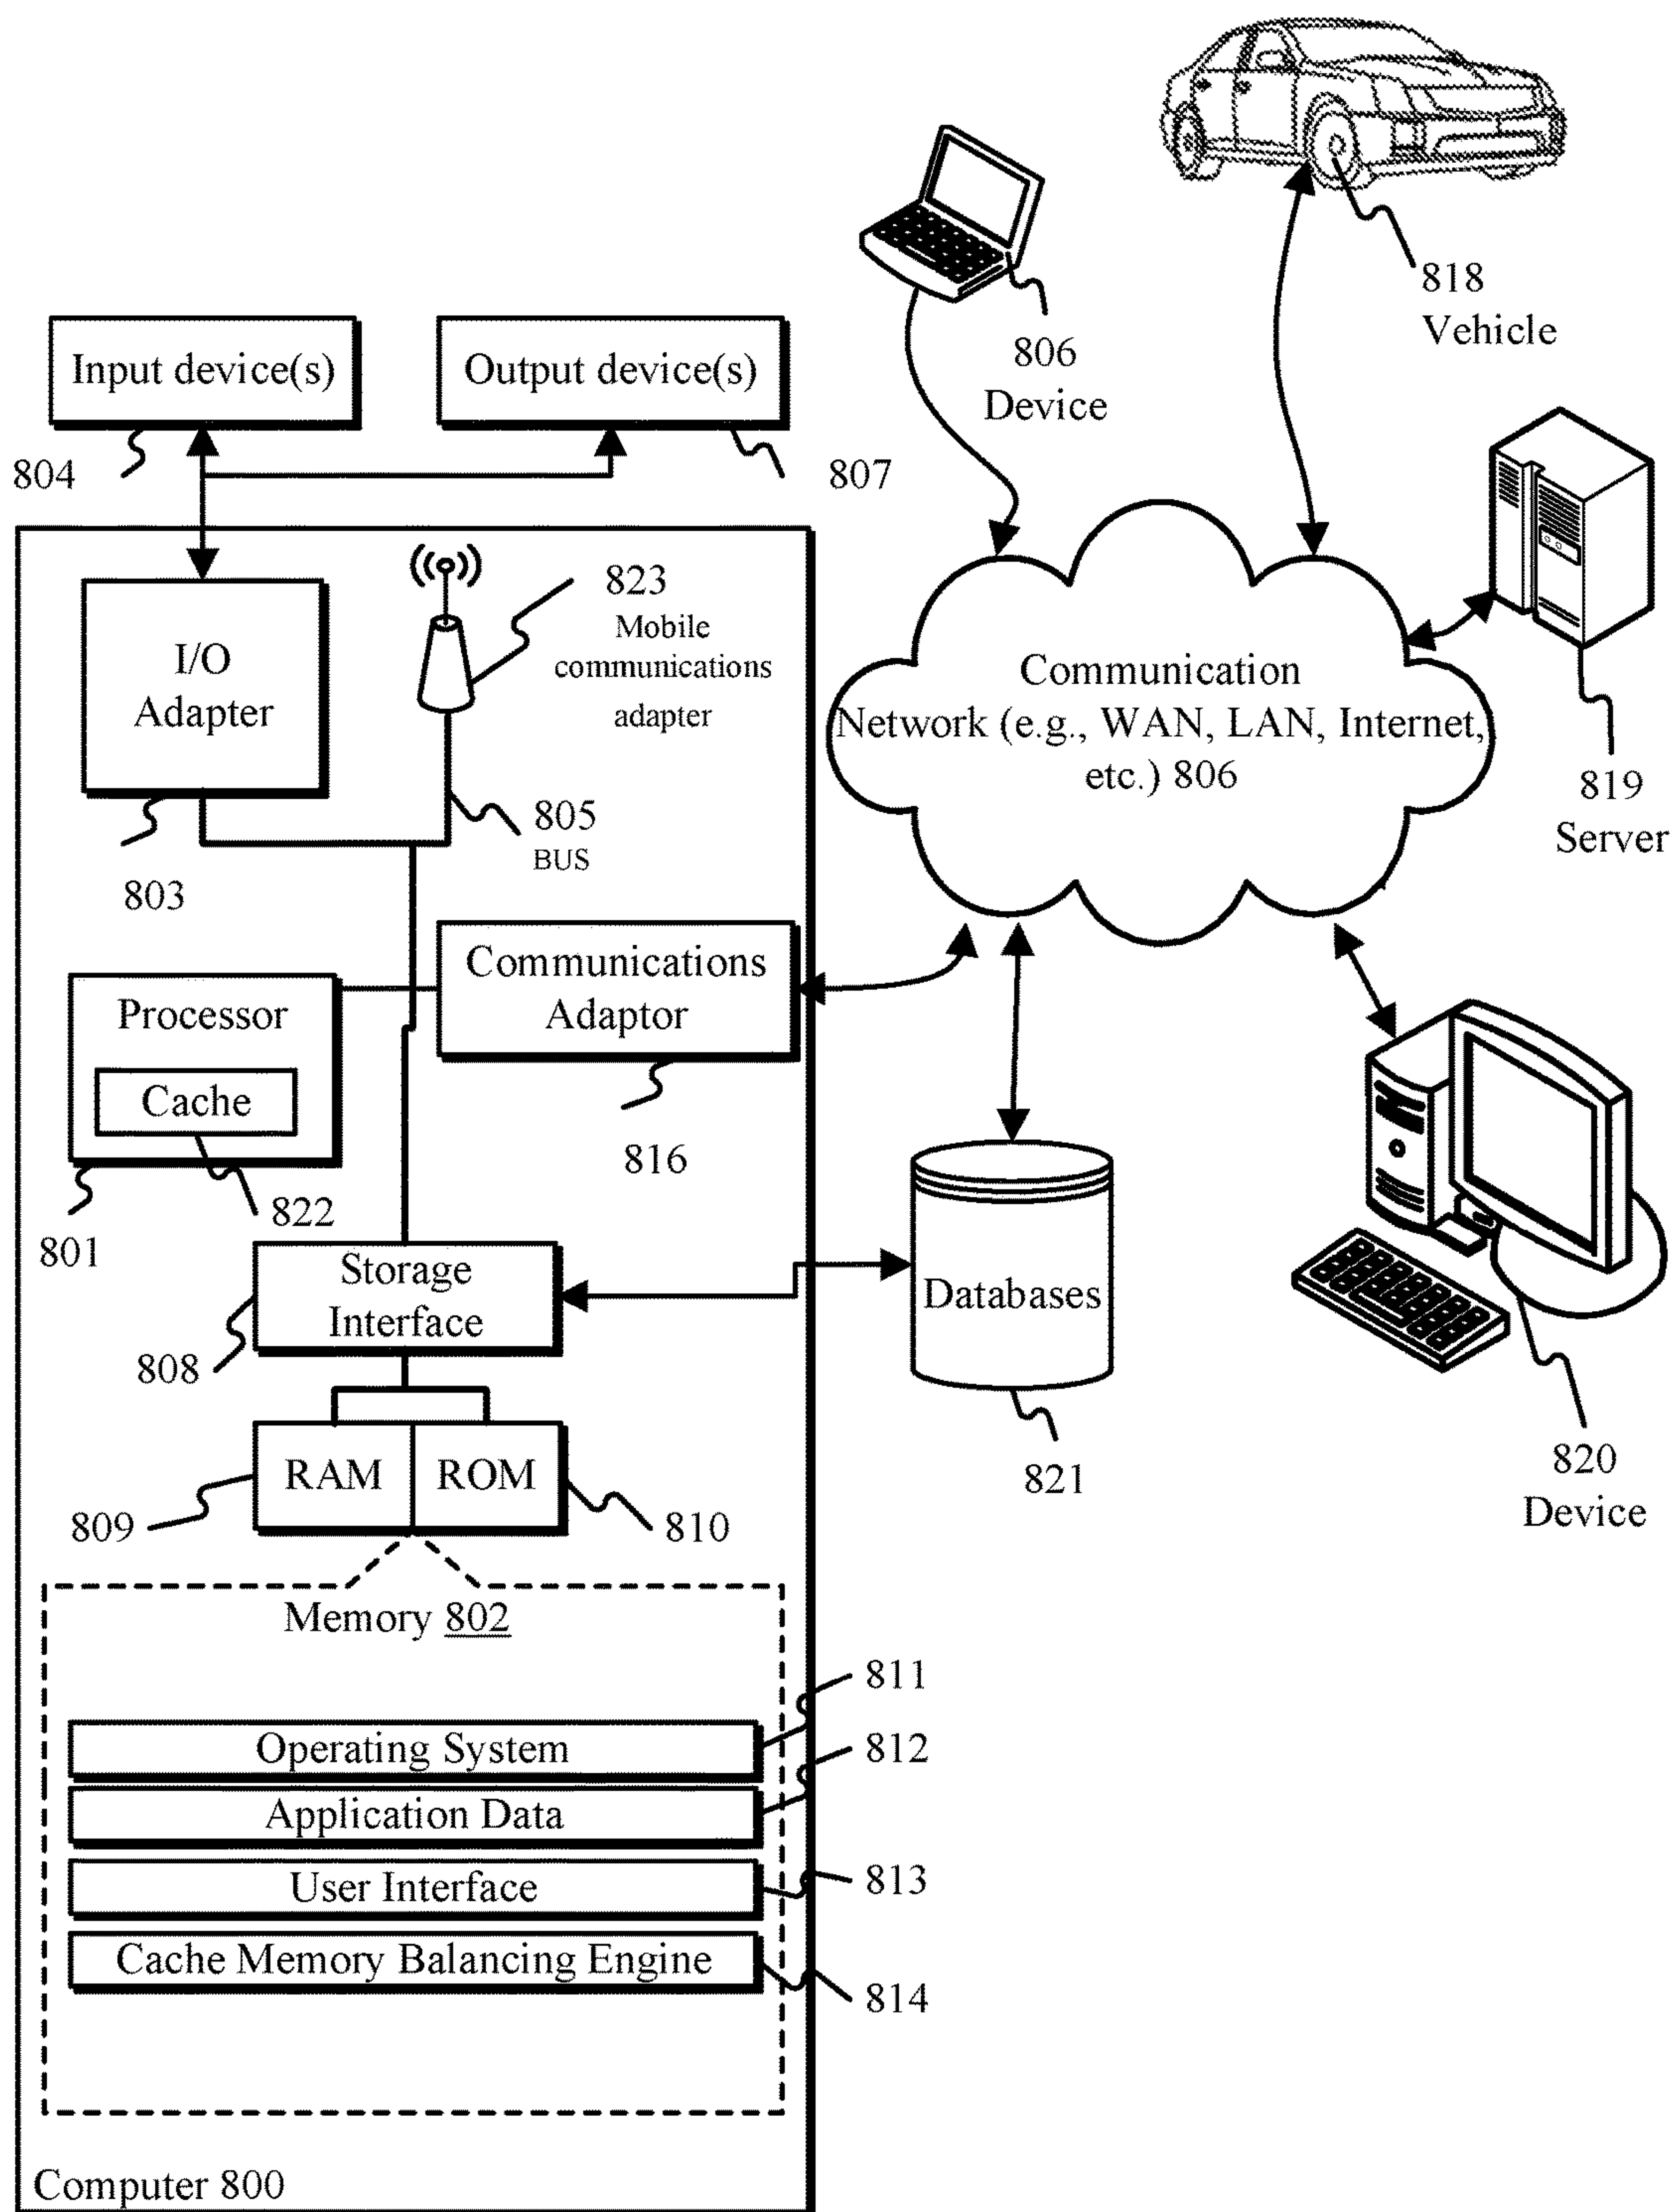 818
Vehicle
806
Device
Input device(s)
Output device(s)
804
807
819
Server
I/O
Adapter
803
823
Mobile
communications
adapter
805
BUS
Communication
Network (e.g., WAN, LAN, Internet,
etc.) 806
Communications
Adaptor
816
Processor
Cache
822
801
Storage
Interface
808
Databases
821
820
Device
RAM
ROM
809
810
Memory 802
811
Operating System
812
Application Data
User Interface
813
Cache Memory Balancing Engine
814
Computer 800